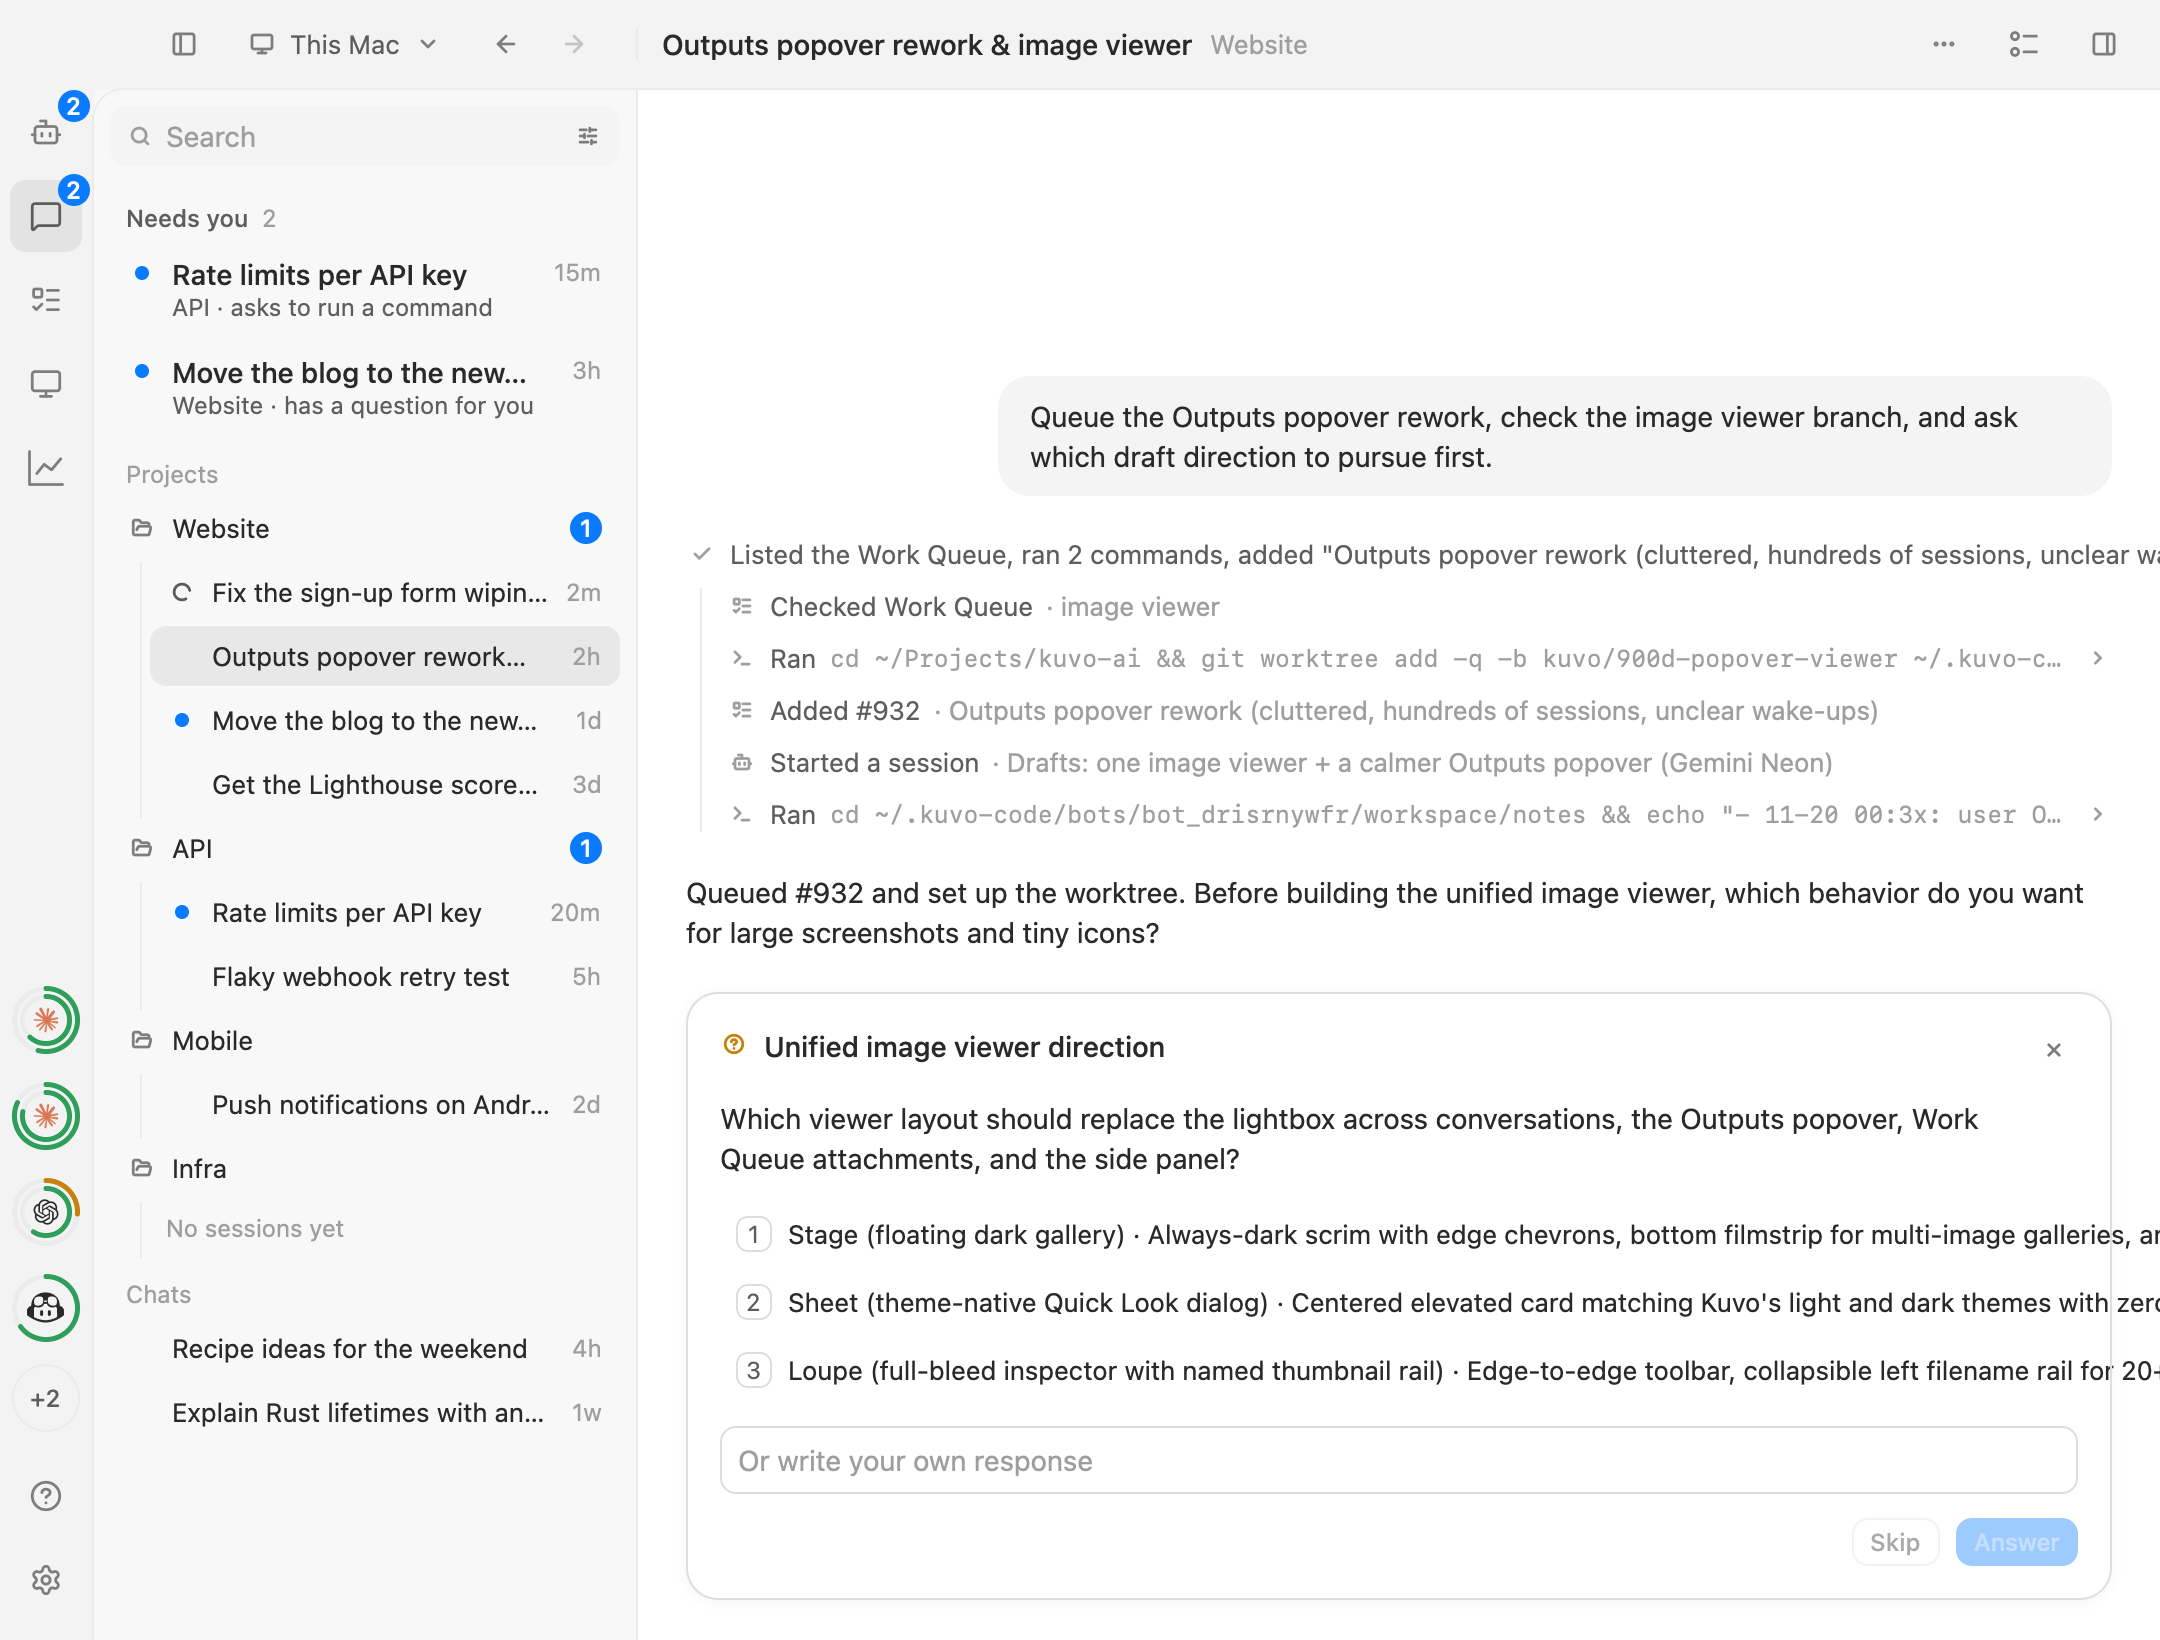 This Mac
Outputs popover rework & image viewer Website
2
2
Search
Needs you 2
Rate limits per API key 15m
API · asks to run a command
Move the blog to the new... 3h
Website · has a question for you
Projects
Website 1
Fix the sign-up form wipin... 2m
Outputs popover rework... 2h
Move the blog to the new... 1d
Get the Lighthouse score... 3d
API 1
Rate limits per API key 20m
Flaky webhook retry test 5h
Mobile
Push notifications on Andr... 2d
Infra
No sessions yet
Chats
Recipe ideas for the weekend 4h
Explain Rust lifetimes with an... 1w
+2
Queue the Outputs popover rework, check the image viewer branch, and ask
which draft direction to pursue first.
Listed the Work Queue, ran 2 commands, added "Outputs popover rework (cluttered, hundreds of sessions, unclear
Checked Work Queue · image viewer
Ran cd ~/Projects/kuvo-ai && git worktree add -q -b kuvo/900d-popover-viewer ~/.kuvo-c...
Added #932 · Outputs popover rework (cluttered, hundreds of sessions, unclear wake-ups)
Started a session · Drafts: one image viewer + a calmer Outputs popover (Gemini Neon)
Ran cd ~/.kuvo-code/bots/bot_drisrnywfr/workspace/notes && echo "- 11-20 00:3x: user O...
Queued #932 and set up the worktree. Before building the unified image viewer, which behavior do you want
for large screenshots and tiny icons?
Unified image viewer direction
Which viewer layout should replace the lightbox across conversations, the Outputs popover, Work
Queue attachments, and the side panel?
1 Stage (floating dark gallery) · Always-dark scrim with edge chevrons, bottom filmstrip for multi-image galleries,
2 Sheet (theme-native Quick Look dialog) · Centered elevated card matching Kuvo's light and dark themes with
3 Loupe (full-bleed inspector with named thumbnail rail) · Edge-to-edge toolbar, collapsible left filename rail for
Or write your own response
Skip
Answer